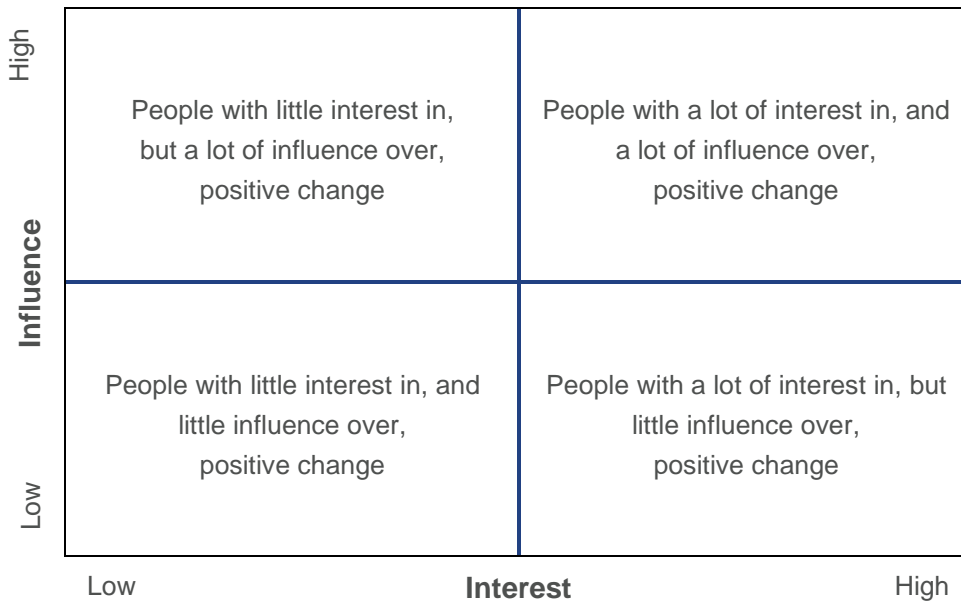 High
People with little interest in,
but a lot of influence over,
positive change
People with a lot of interest in, and
a lot of influence over,
positive change
Influence
People with little interest in, and
little influence over,
positive change
People with a lot of interest in, but
little influence over,
positive change
Low
Low
Interest
High